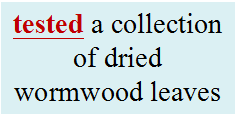 tested a collection
of dried
wormwood leaves